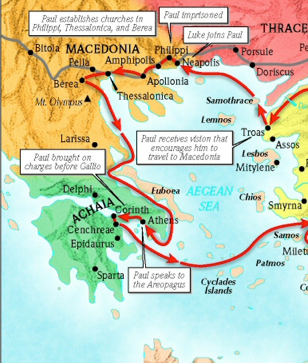 Paul establishes churches in
Philippi, Thessalonica, and Berea
Paul imprisoned
Luke joins Paul
THRACE
Bitola
MACEDONIA
Philippi
Pella
Amphipolis
Neapolis
Porsule
Berea
Apollonia
Doriscus
Thessalonica
Mt. Olympus
Samothrace
Lemnos
Troas
Larissa
Paul receives vision that
encourages him to
travel to Macedonia
Assos
Lesbos
Mitylene
Paul brought on
charges before Gallio
Delphi
Euboea
AEGEAN
SEA
Chios
Smyrna
ACHAIA
Corinth
Athens
Cenchreae
Epidaurus
Samos
Milet
Patmos
Sparta
Paul speaks to
the Areopagus
Cyclades
Islands